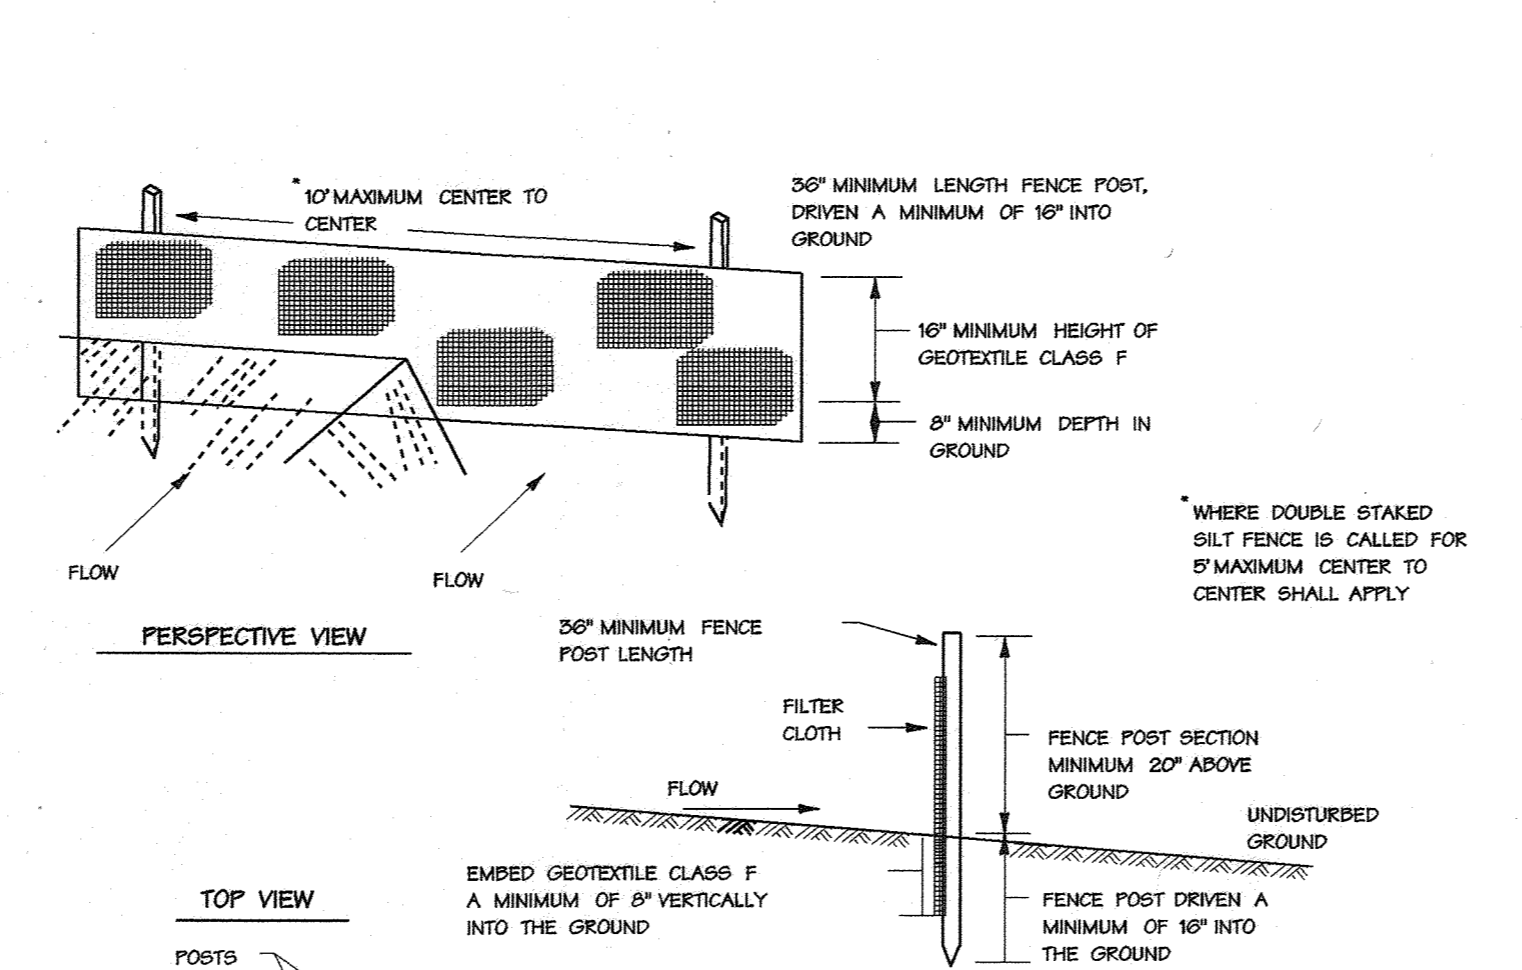 * 10' MAXIMUM CENTER TO
CENTER
36" MINIMUM LENGTH FENCE POST,
DRIVEN A MINIMUM OF 16" INTO
GROUND
16" MINIMUM HEIGHT OF
GEOTEXTILE CLASS F
8" MINIMUM DEPTH IN
GROUND
FLOW
FLOW
PERSPECTIVE VIEW
* WHERE DOUBLE STAKED
SILT FENCE IS CALLED FOR
5' MAXIMUM CENTER TO
CENTER SHALL APPLY
36" MINIMUM FENCE
POST LENGTH
FILTER
CLOTH
FLOW
FENCE POST SECTION
MINIMUM 20" ABOVE
GROUND
UNDISTURBED
GROUND
EMBED GEOTEXTILE CLASS F
A MINIMUM OF 8" VERTICALLY
INTO THE GROUND
FENCE POST DRIVEN A
MINIMUM OF 16" INTO
THE GROUND
TOP VIEW
POSTS